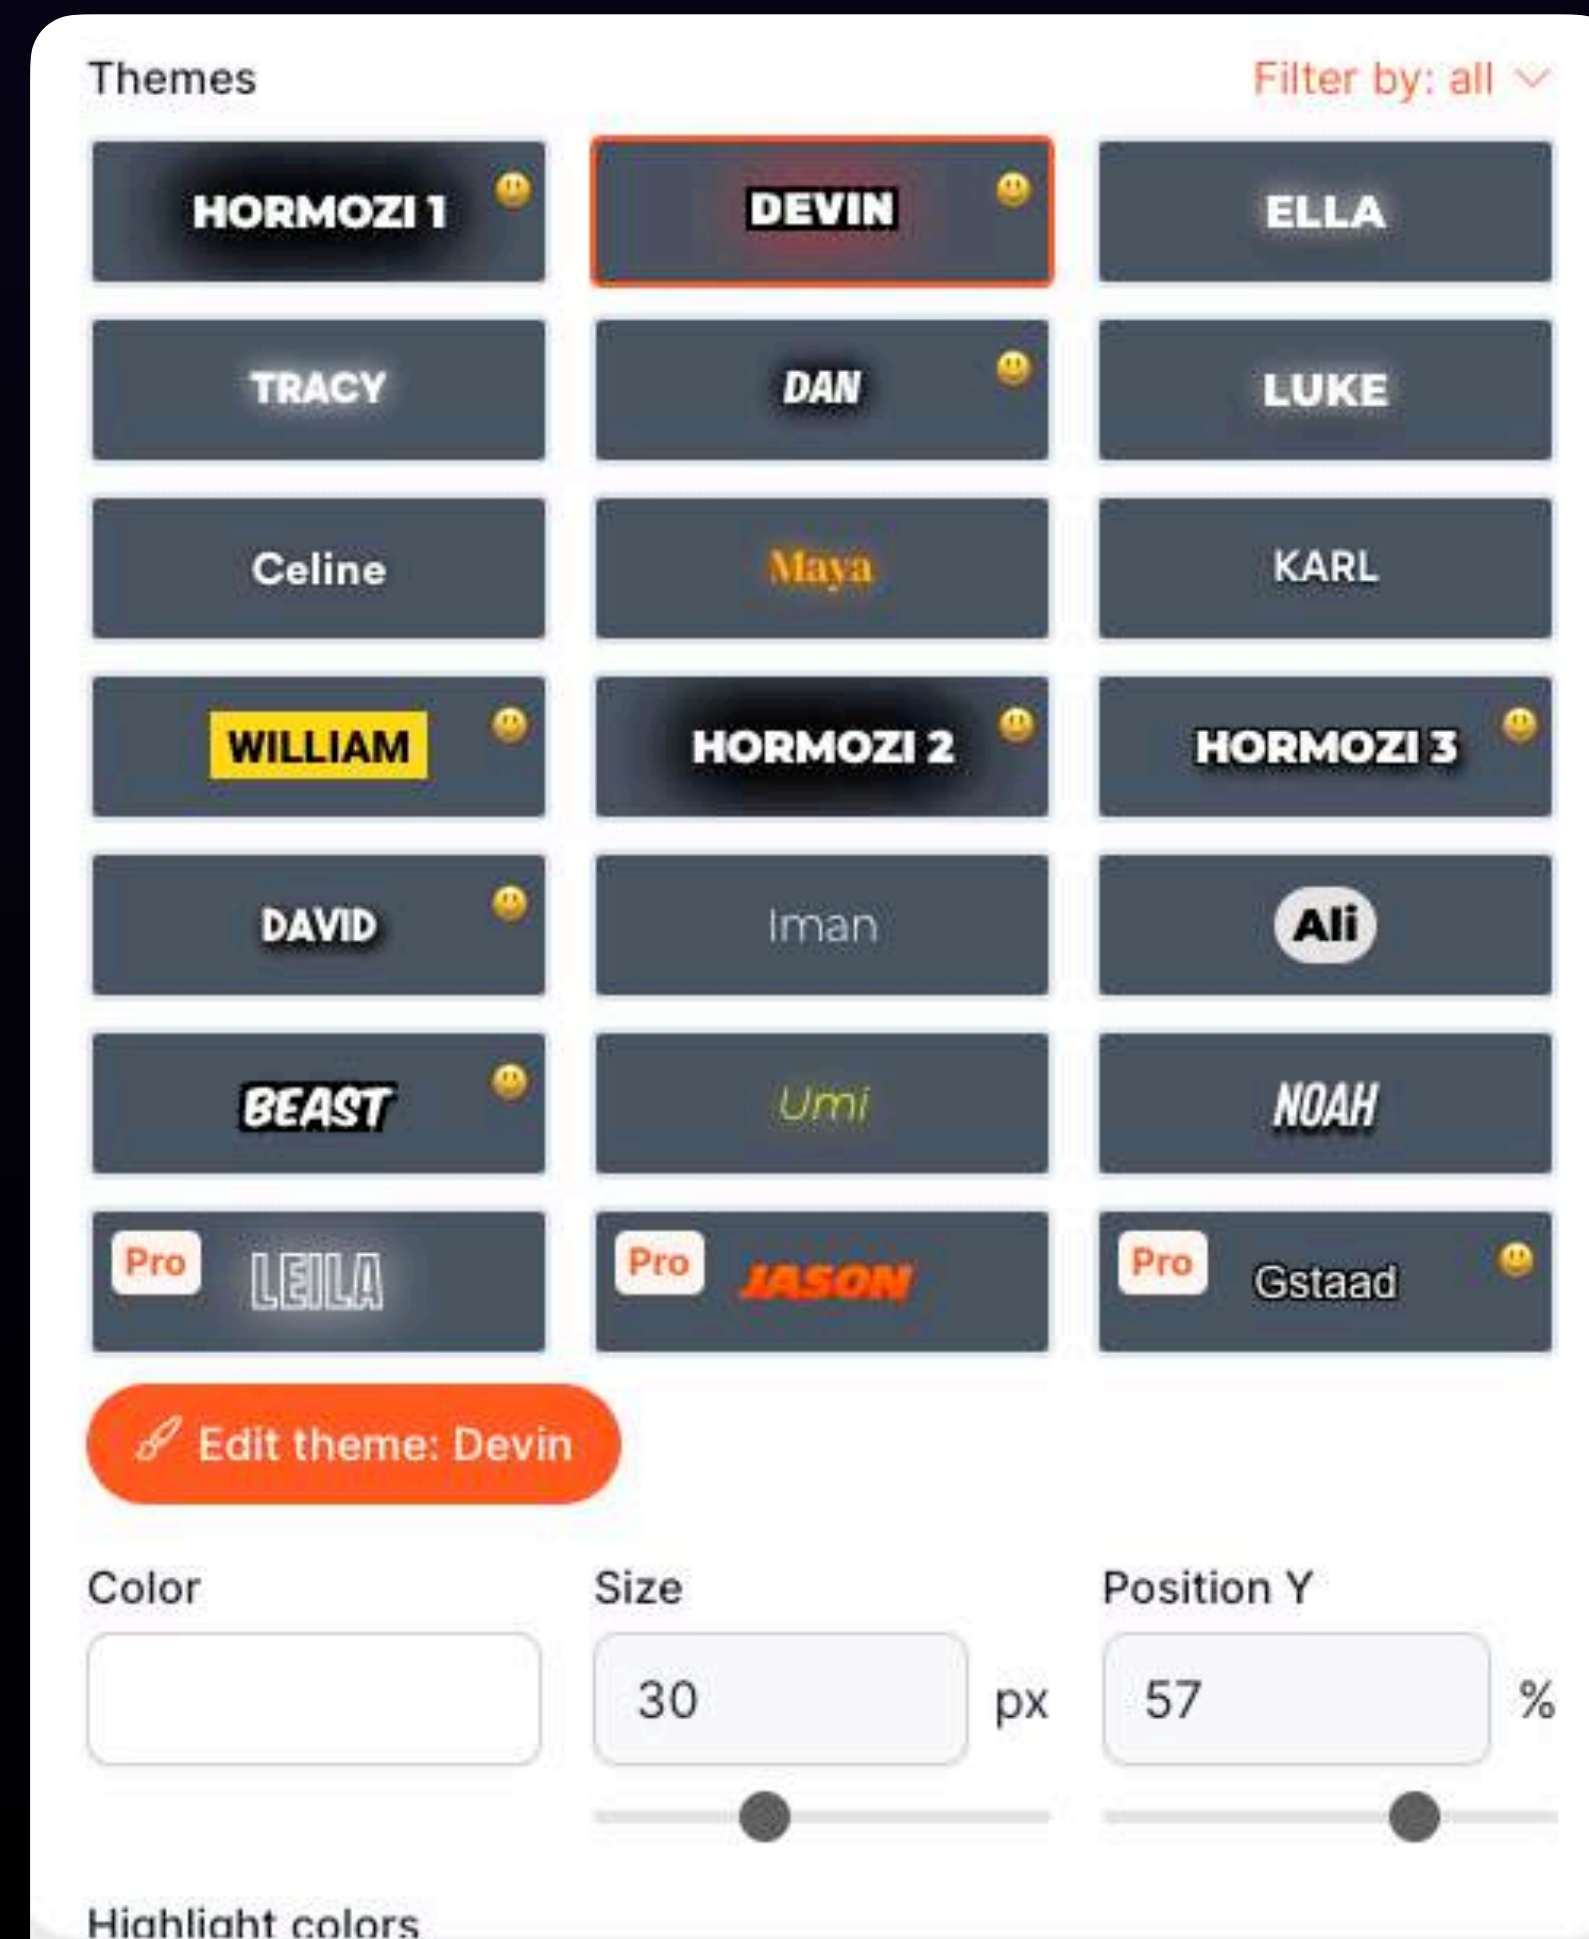 Themes
Filter by: all
HORMOZI 1
DEVIN
ELLA
TRACY
DAN
LUKE
Celine
Maya
KARL
WILLIAM
HORMOZI 2
HORMOZI 3
DAVID
Iman
Ali
BEAST
Umi
NOAH
Pro LEILA
Pro JASON
Pro Gstaad
Edit theme: Devin
Color
Size
Position Y
30 px
57 %
Highlight colors